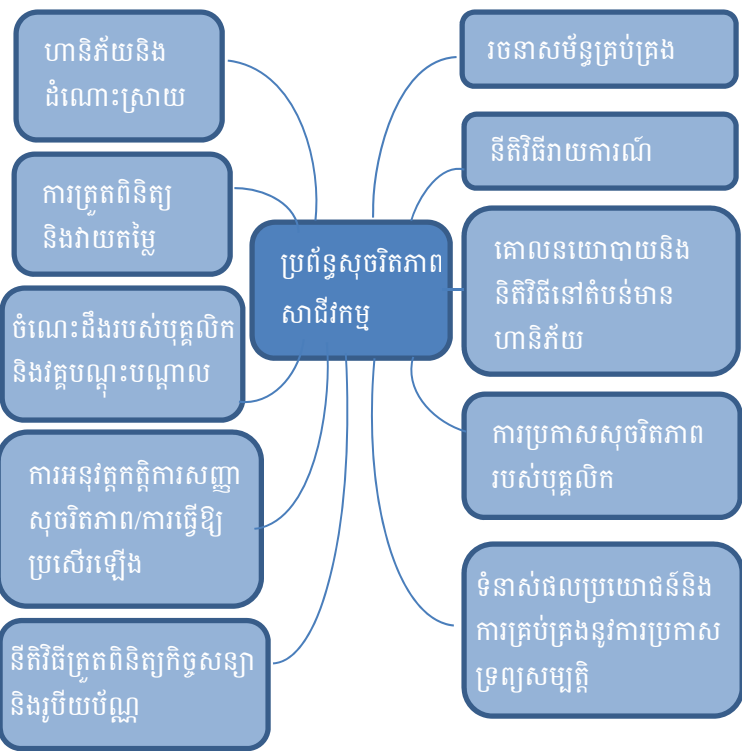 ហានិភ័យនិង
ដំណោះស្រាយ
ការត្រួតពិនិត្យ
និងវាយតម្លៃ
ចំណេះដឹងរបស់បុគ្គលិក
និងវគ្គបណ្តុះបណ្តាល
ការអនុវត្តកត្តិការសញ្ញា
សុចរិតភាព/ការធ្វើឱ្យ
ប្រសើរឡើង
នីតិវិធីត្រួតពិនិត្យកិច្ចសន្យា
និងរូបីយប័ណ្ណ
ប្រព័ន្ធសុចរិតភាព
សាជីវកម្ម
រចនាសម័ន្ធគ្រប់គ្រង
នីតិវិធីរាយការណ៍
គោលនយោបាយនិង
និតិវិធីនៅតំបន់មាន
ហានិភ័យ
ការប្រកាសសុចរិតភាព
របស់បុគ្គលិក
ទំនាស់ផលប្រយោជន៍និង
ការគ្រប់គ្រងនូវការប្រកាស
ទ្រព្យសម្បត្តិ